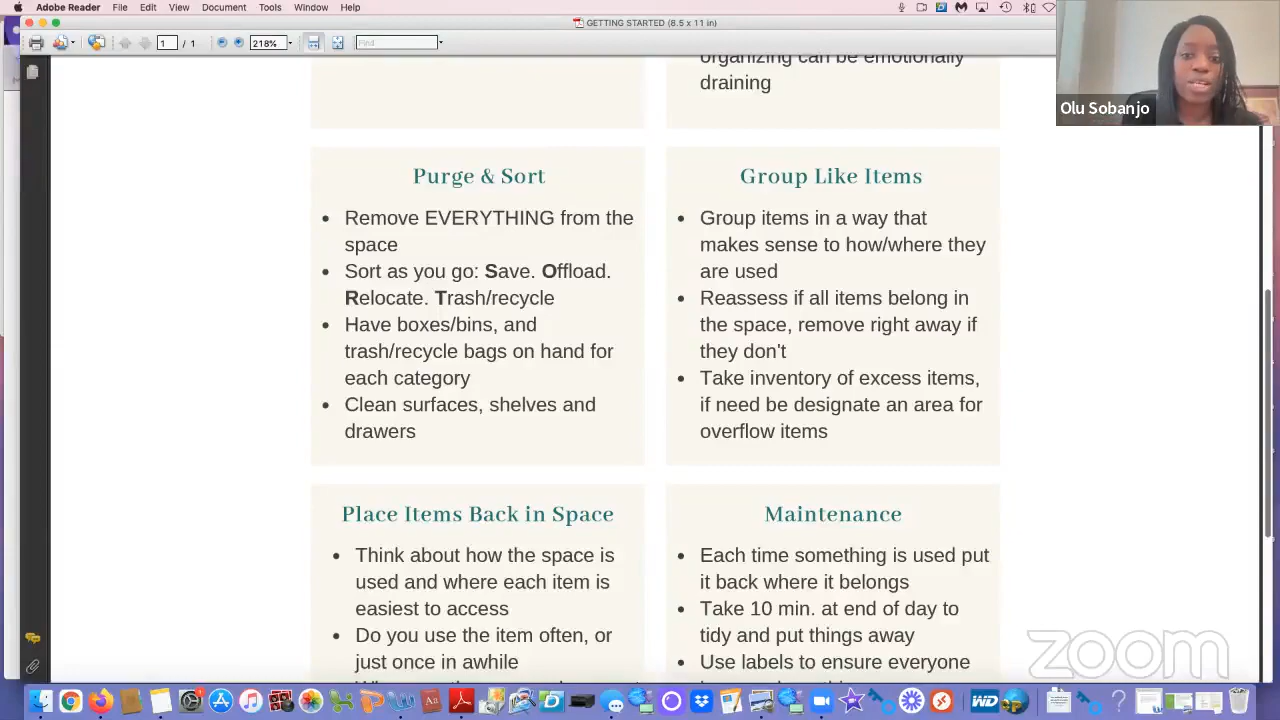 Adobe Reader File Edit View Document Tools Window Help
GETTING STARTED (8.5 x 11 in)
1 / 1 218% Find
Olu Sobanjo
organizing can be emotionally
draining
Purge & Sort
Remove EVERYTHING from the
space
Sort as you go: Save. Offload.
Relocate. Trash/recycle
Have boxes/bins, and
trash/recycle bags on hand for
each category
Clean surfaces, shelves and
drawers
Group Like Items
Group items in a way that
makes sense to how/where they
are used
Reassess if all items belong in
the space, remove right away if
they don't
Take inventory of excess items,
if need be designate an area for
overflow items
Place Items Back in Space
Think about how the space is
used and where each item is
easiest to access
Do you use the item often, or
just once in awhile
Maintenance
Each time something is used put
it back where it belongs
Take 10 min. at end of day to
tidy and put things away
Use labels to ensure everyone
zoom